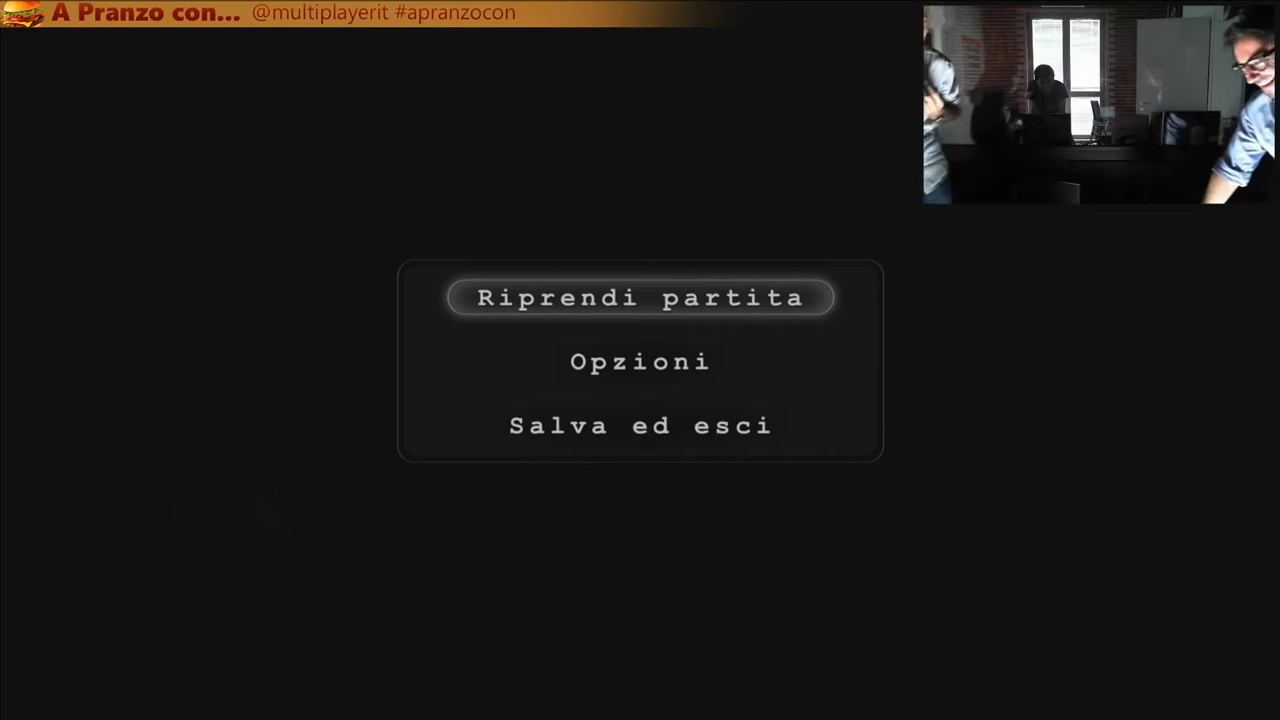 A Pranzo con... @multiplayerit #apranzocon
Riprendi partita
Opzioni
Salva ed esci